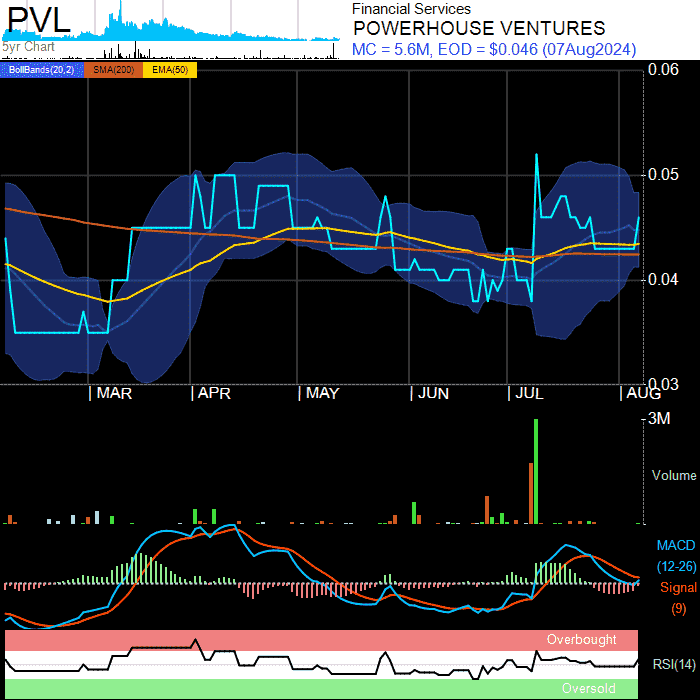 PVL
5yr Chart
Financial Services
POWERHOUSE VENTURES
MC = 5.6M, EOD = $0.046 (07Aug2024)
BollBands(20,2) SMA(200) EMA(50)
0.06
0.05
0.04
0.03
MAR APR MAY JUN JUL AUG
3M
Volume
MACD
(12-26)
Signal
(9)
Overbought
RSI(14)
Oversold